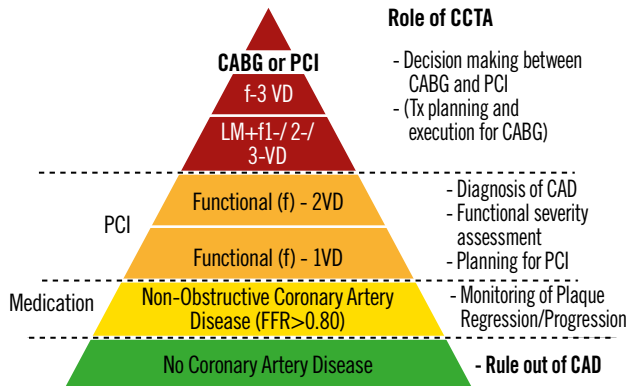 Role of CCTA
CABG or PCI
f-3 VD
LM+f1-/ 2-/
3-VD
- Decision making between
CABG and PCI
- (Tx planning and
execution for CABG)
PCI
Functional (f) - 2VD
Functional (f) - 1VD
- Diagnosis of CAD
- Functional severity
assessment
- Planning for PCI
Medication
Non-Obstructive Coronary Artery
Disease (FFR>0.80)
- Monitoring of Plaque
Regression/Progression
No Coronary Artery Disease
- Rule out of CAD